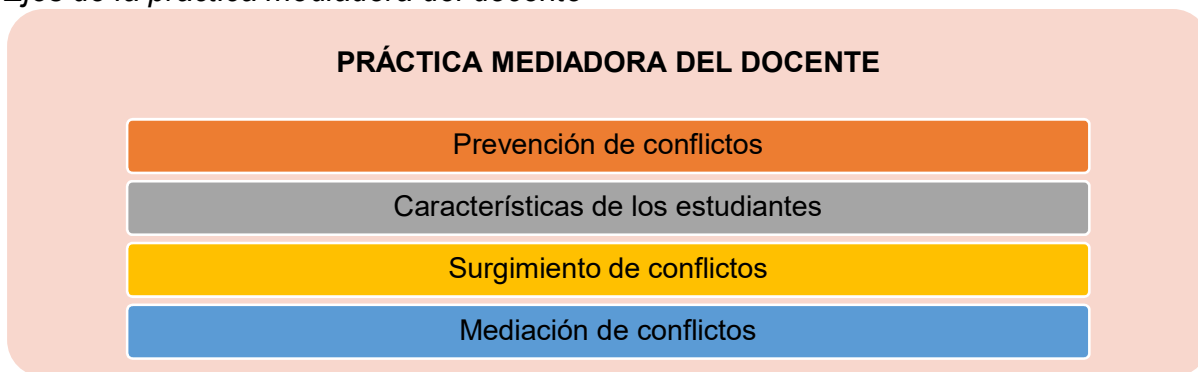 Ejes de la práctica mediadora del docente
PRÁCTICA MEDIADORA DEL DOCENTE
Prevención de conflictos
Características de los estudiantes
Surgimiento de conflictos
Mediación de conflictos